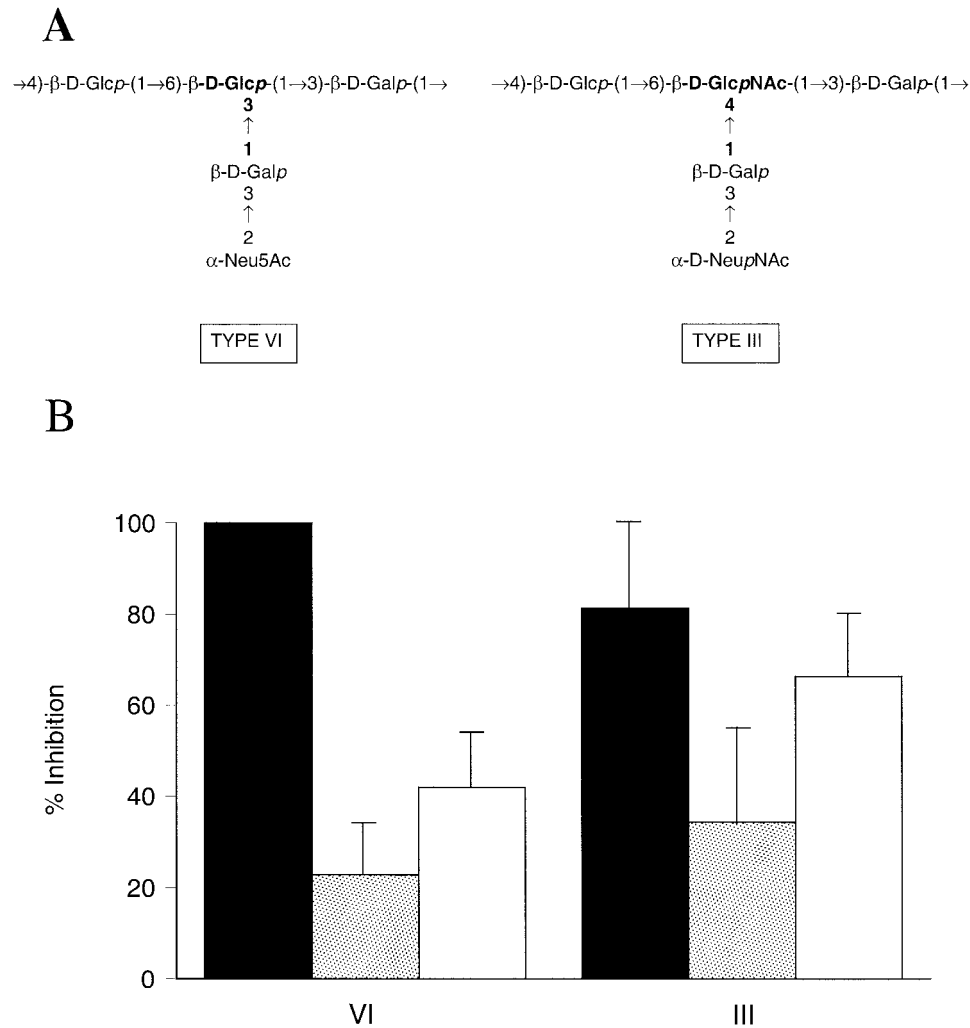 A
→4)-β-D-Glcp-(1→6)-β-D-Glcp-(1→3)-β-D-Galp-(1→
3
↑
1
β-D-Galp
3
↑
2
α-Neu5Ac
TYPE VI
→4)-β-D-Glcp-(1→6)-β-D-GlcpNAc-(1→3)-β-D-Galp-(1→
4
↑
1
β-D-Galp
3
↑
2
α-D-NeupNAc
TYPE III
B
% Inhibition
100
80
60
40
20
0
VI
III